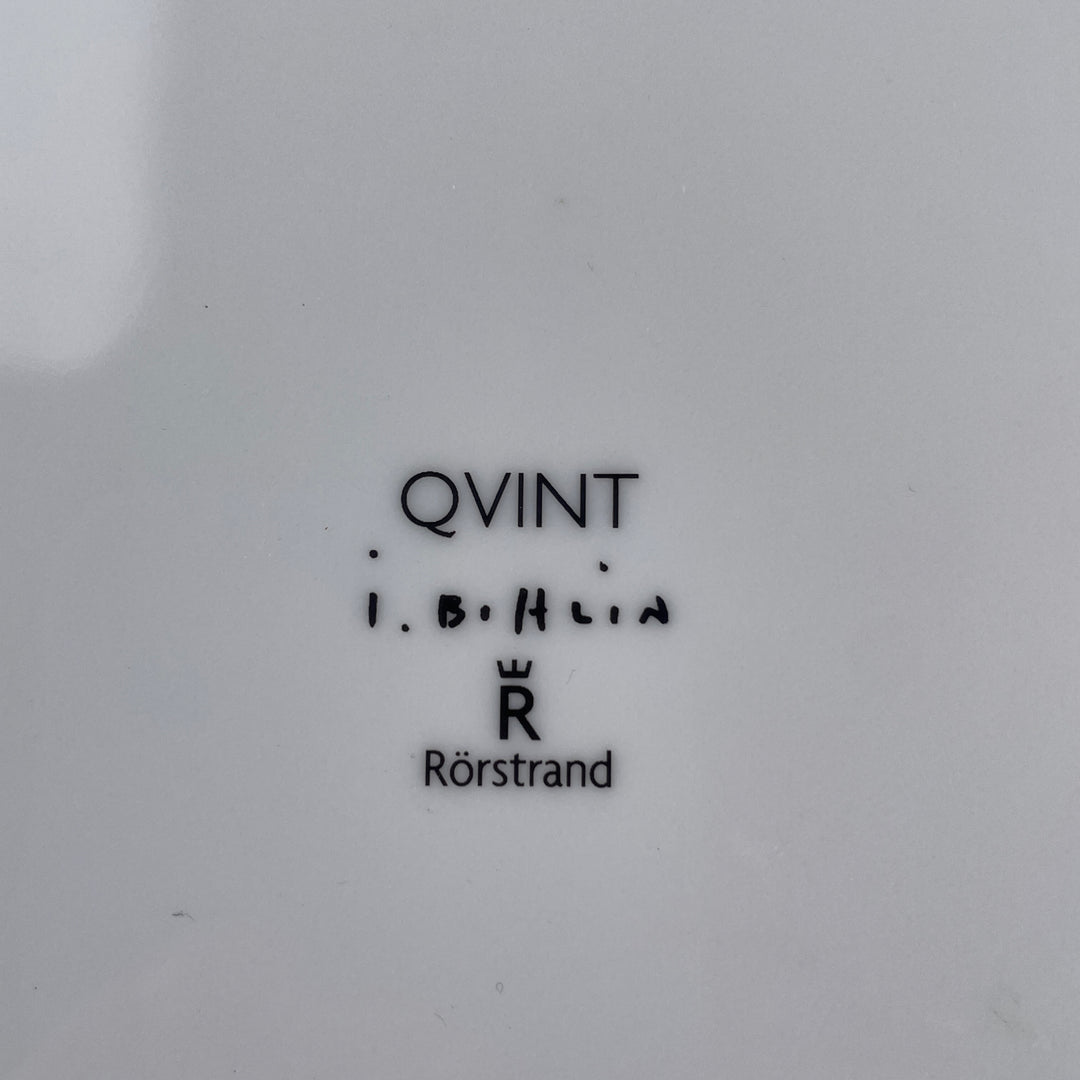 QVINT
i. BOHLIN
R
Rörstrand